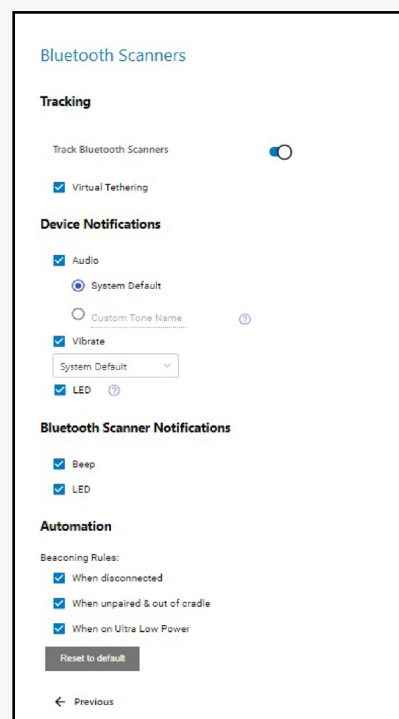 Bluetooth Scanners
Tracking
Track Bluetooth Scanners
Virtual Tethering
Device Notifications
Audio
System Default
Custom Tone Name
Vibrate
System Default
LED
Bluetooth Scanner Notifications
Beep
LED
Automation
Beaconing Rules:
When disconnected
When unpaired & out of cradle
When on Ultra Low Power
Reset to default
Previous